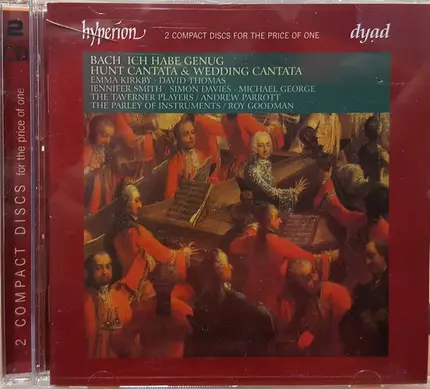 2
2 COMPACT DISCS for the price of one
hyperion
2 COMPACT DISCS FOR THE PRICE OF ONE
dyad
BACH ICH HABE GENUG
HUNT CANTATA & WEDDING CANTATA
EMMA KIRKBY · DAVID THOMAS
JENNIFER SMITH · SIMON DAVIES · MICHAEL GEORGE
THE TAVERNER PLAYERS / ANDREW PARROTT
THE PARLEY OF INSTRUMENTS / ROY GOODMAN